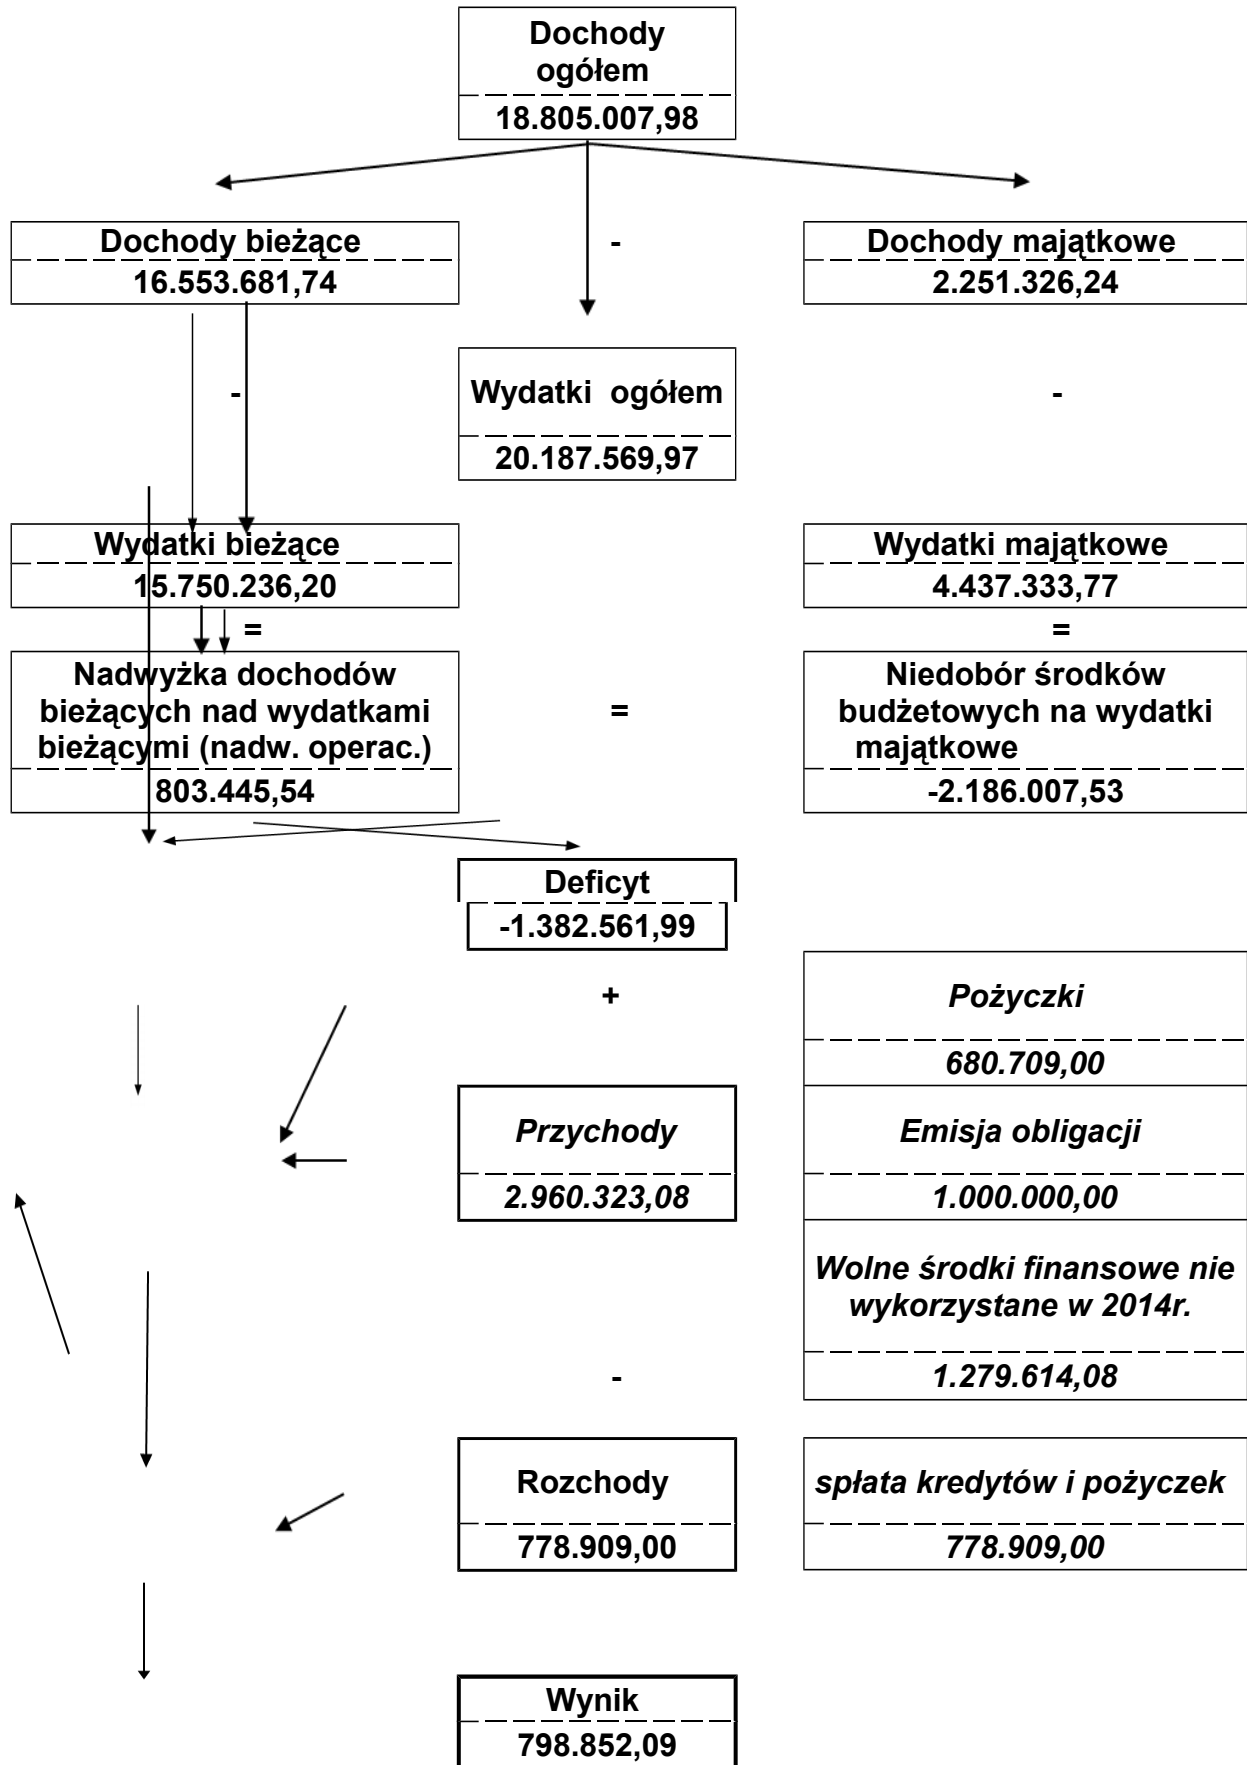 Dochody
ogółem
18.805.007,98
Dochody bieżące
16.553.681,74
-
Dochody majątkowe
2.251.326,24
-
Wydatki ogółem
20.187.569,97
-
Wydatki bieżące
15.750.236,20
Wydatki majątkowe
4.437.333,77
=
=
Nadwyżka dochodów
bieżących nad wydatkami
bieżącymi (nadw. operac.)
803.445,54
=
Niedobór środków
budżetowych na wydatki
majątkowe
-2.186.007,53
Deficyt
-1.382.561,99
+
Pożyczki
680.709,00
Przychody
2.960.323,08
Emisja obligacji
1.000.000,00
Wolne środki finansowe nie
wykorzystane w 2014r.
1.279.614,08
-
Rozchody
778.909,00
spłata kredytów i pożyczek
778.909,00
Wynik
798.852,09